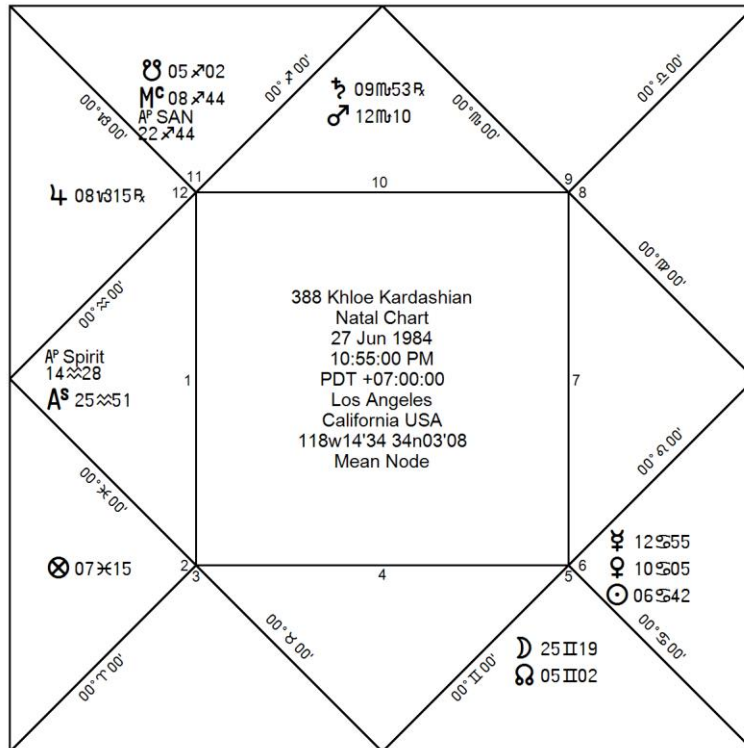 ☋ 05♐02
Mc 08♐44
AP SAN
22♐44
00°♐00'
♄ 09♏53℞
♂ 12♏10
00°♏00'
00°♎00'
00°♑00'
11
12
10
9
8
♃ 08♑315℞
00°♒00'
00°♍00'
388 Khloe Kardashian
Natal Chart
27 Jun 1984
10:55:00 PM
PDT +07:00:00
Los Angeles
California USA
118w14'34 34n03'08
Mean Node
AP Spirit
14♒28
As 25♒51
1
7
00°♓00'
00°♌00'
⊗ 07♓15
2
3
4
5
6
☿ 12♋55
♀ 10♋05
☉ 06♋42
00°♈00'
00°♉00'
00°♊00'
☽ 25♊19
☊ 05♊02
00°♋00'